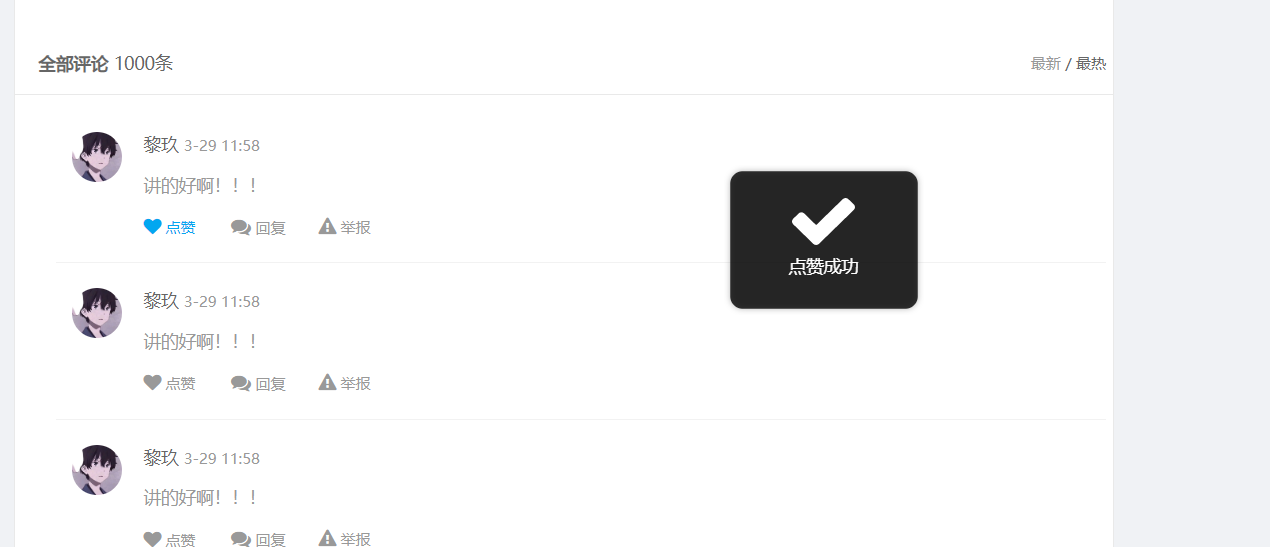 全部评论 1000条
最新 / 最热
黎玖 3-29 11:58
讲的好啊！！！
点赞 回复 举报
点赞成功
黎玖 3-29 11:58
讲的好啊！！！
点赞 回复 举报
黎玖 3-29 11:58
讲的好啊！！！
点赞 回复 举报